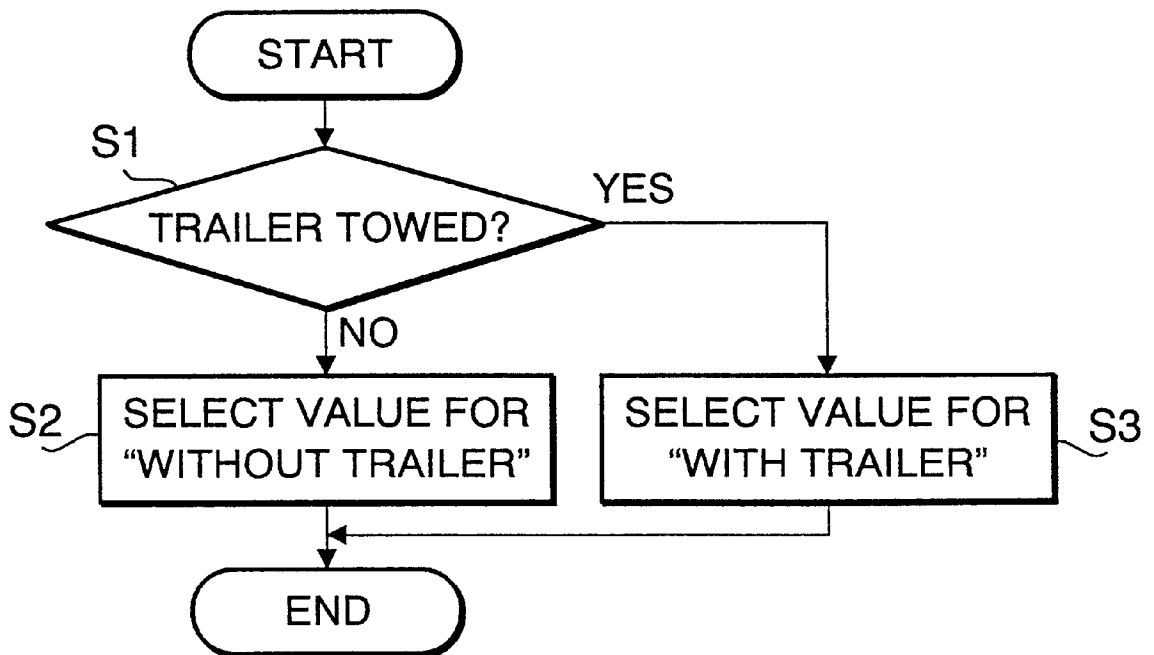 START
S1
TRAILER TOWED?
YES
NO
S2
SELECT VALUE FOR
“WITHOUT TRAILER”
SELECT VALUE FOR
“WITH TRAILER”
S3
END